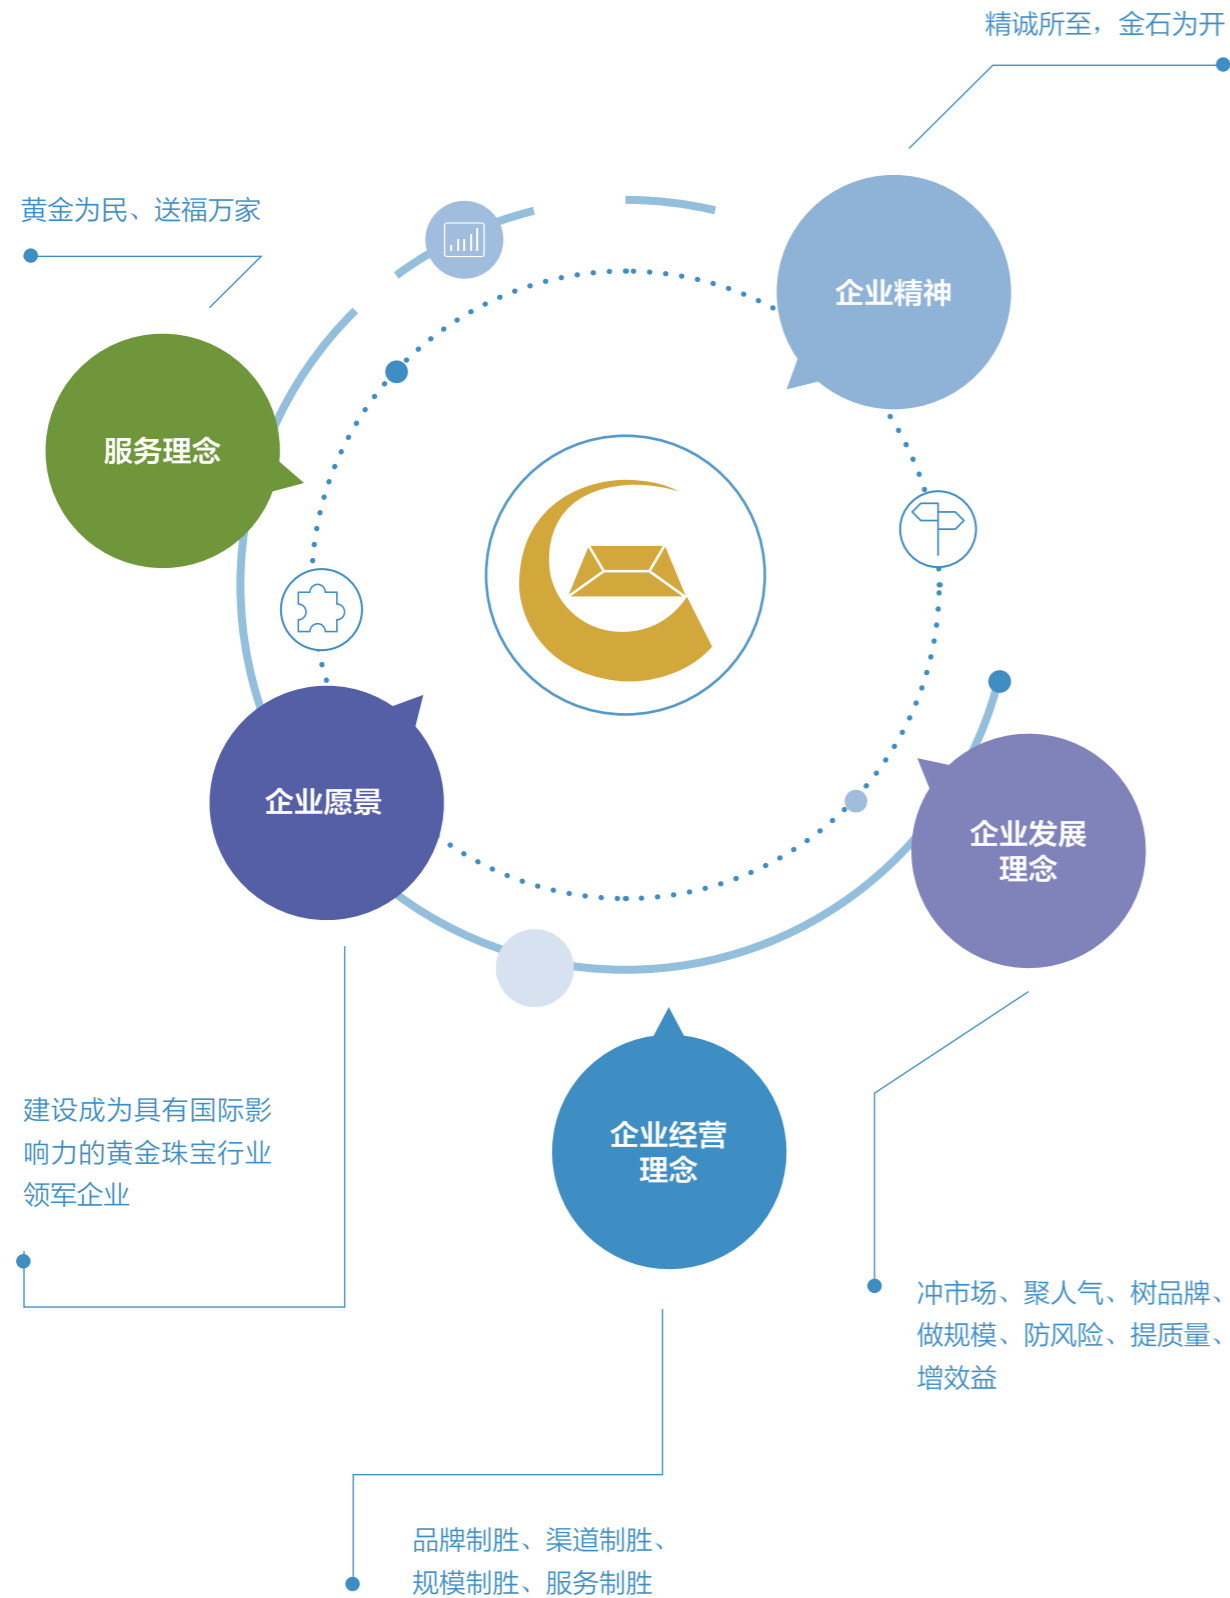 精诚所至，金石为开
企业精神
黄金为民、送福万家
服务理念
企业愿景
建设成为具有国际影
响力的黄金珠宝行业
领军企业
企业发展
理念
冲市场、聚人气、树品牌、
做规模、防风险、提质量、
增效益
企业经营
理念
品牌制胜、渠道制胜、
规模制胜、服务制胜